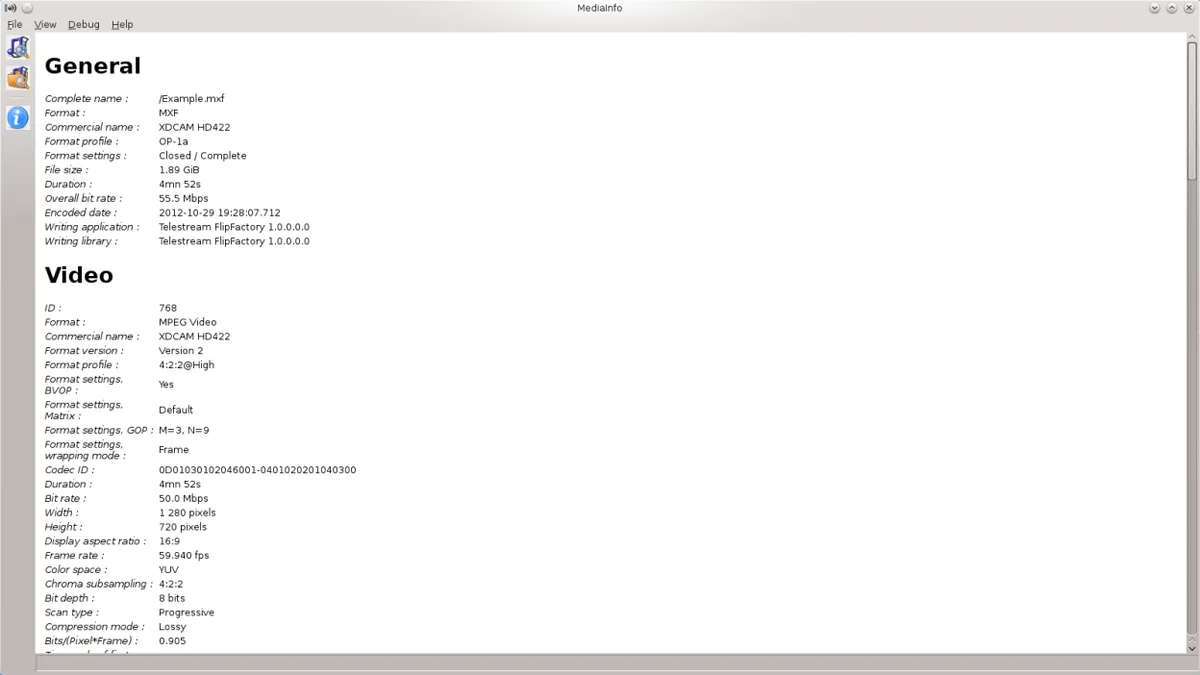 MediaInfo
File View Debug Help
General
Complete name : /Example.mxf
Format : MXF
Commercial name : XDCAM HD422
Format profile : OP-1a
Format settings : Closed / Complete
File size : 1.89 GiB
Duration : 4mn 52s
Overall bit rate : 55.5 Mbps
Encoded date : 2012-10-29 19:28:07.712
Writing application : Telestream FlipFactory 1.0.0.0.0
Writing library : Telestream FlipFactory 1.0.0.0.0
Video
ID : 768
Format : MPEG Video
Commercial name : XDCAM HD422
Format version : Version 2
Format profile : 4:2:2@High
Format settings,
BVOP : Yes
Format settings,
Matrix : Default
Format settings, GOP : M=3, N=9
Format settings,
wrapping mode : Frame
Codec ID : 0D01030102046001-0401020201040300
Duration : 4mn 52s
Bit rate : 50.0 Mbps
Width : 1 280 pixels
Height : 720 pixels
Display aspect ratio : 16:9
Frame rate : 59.940 fps
Color space : YUV
Chroma subsampling : 4:2:2
Bit depth : 8 bits
Scan type : Progressive
Compression mode : Lossy
Bits/(Pixel*Frame) : 0.905